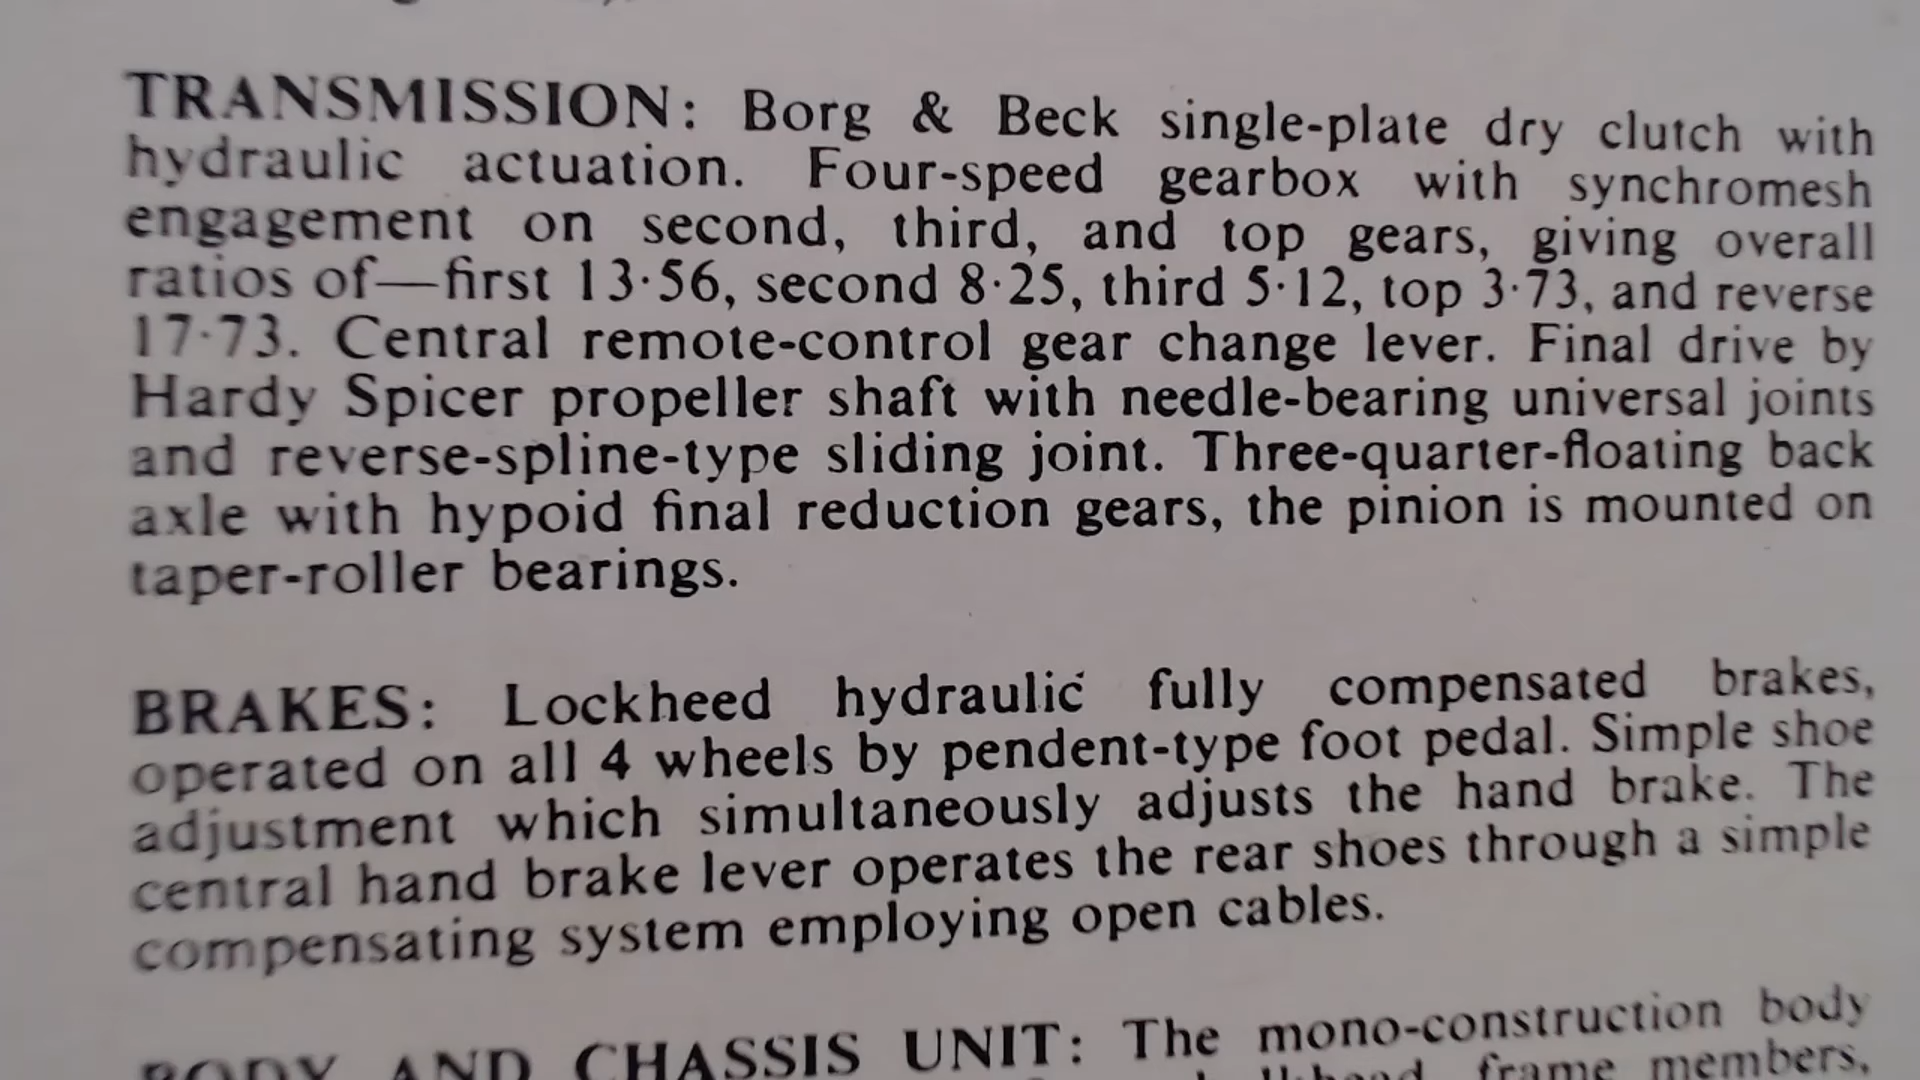 TRANSMISSION: Borg & Beck single-plate dry clutch with
hydraulic actuation. Four-speed gearbox with synchromesh
engagement on second, third, and top gears, giving overall
ratios of—first 13·56, second 8·25, third 5·12, top 3·73, and reverse
17·73. Central remote-control gear change lever. Final drive by
Hardy Spicer propeller shaft with needle-bearing universal joints
and reverse-spline-type sliding joint. Three-quarter-floating back
axle with hypoid final reduction gears, the pinion is mounted on
taper-roller bearings.
BRAKES: Lockheed hydraulic fully compensated brakes,
operated on all 4 wheels by pendent-type foot pedal. Simple shoe
adjustment which simultaneously adjusts the hand brake. The
central hand brake lever operates the rear shoes through a simple
compensating system employing open cables.
BODY AND CHASSIS UNIT: The mono-construction body
frame members,